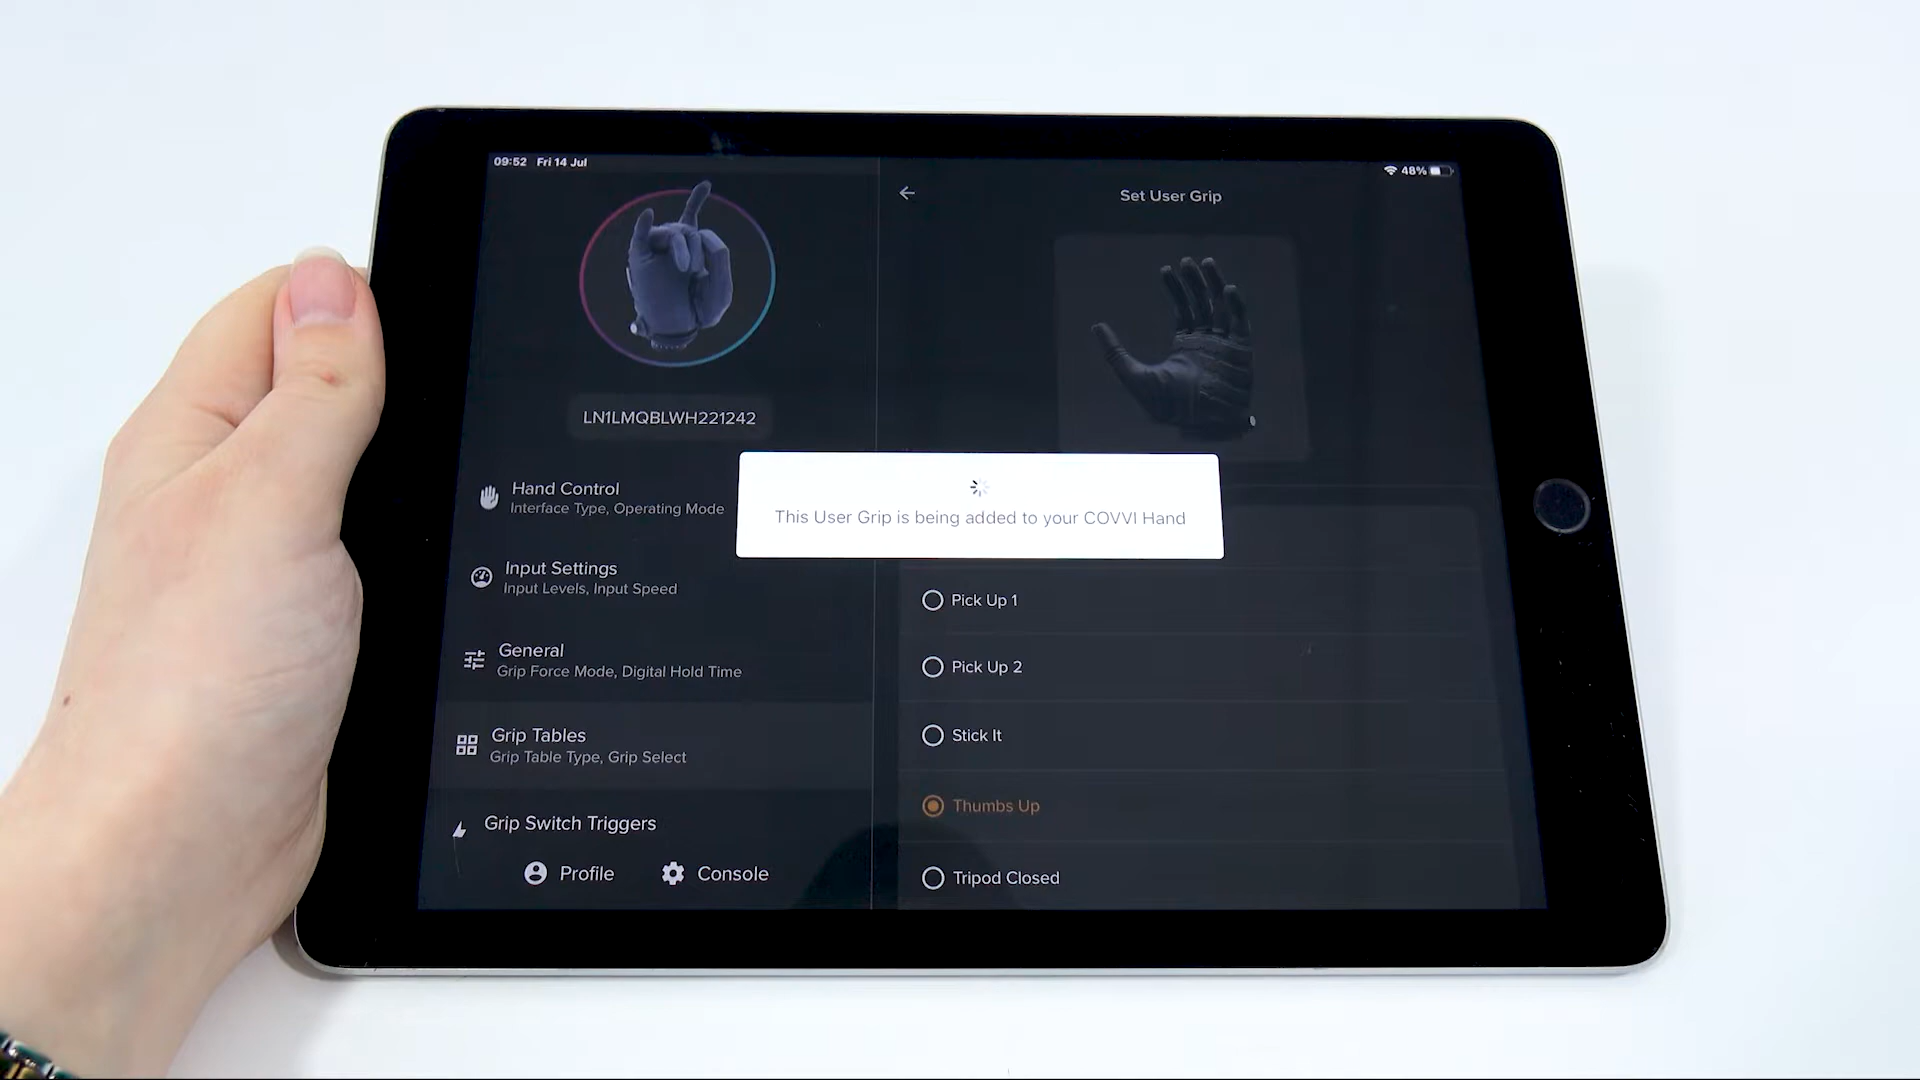 09:52 Fri 14 Jul
48%
Set User Grip
LN1LMQBLWH221242
This User Grip is being added to your COVVI Hand
Hand Control
Interface Type, Operating Mode
Input Settings
Input Levels, Input Speed
General
Grip Force Mode, Digital Hold Time
Grip Tables
Grip Table Type, Grip Select
Grip Switch Triggers
Profile
Console
Pick Up 1
Pick Up 2
Stick It
Thumbs Up
Tripod Closed